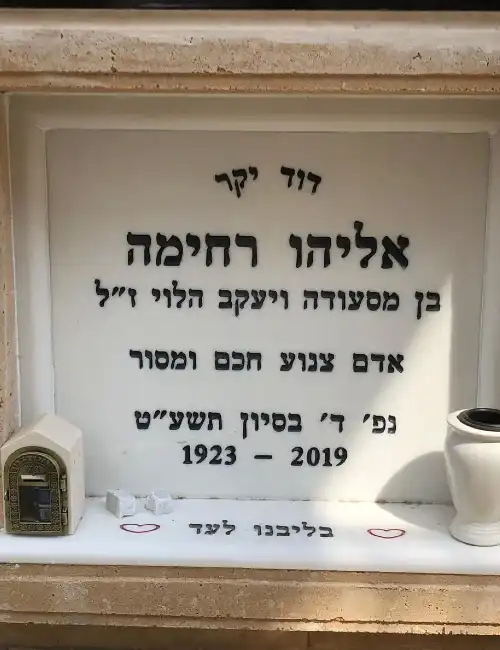 דוד יקר
אליהו רחימה
בן מסעודה ויעקב הלוי ז״ל
אדם צנוע חכם ומסור
נפ׳ ד׳ בסיון תשע״ט
1923 – 2019
בליבנו לעד